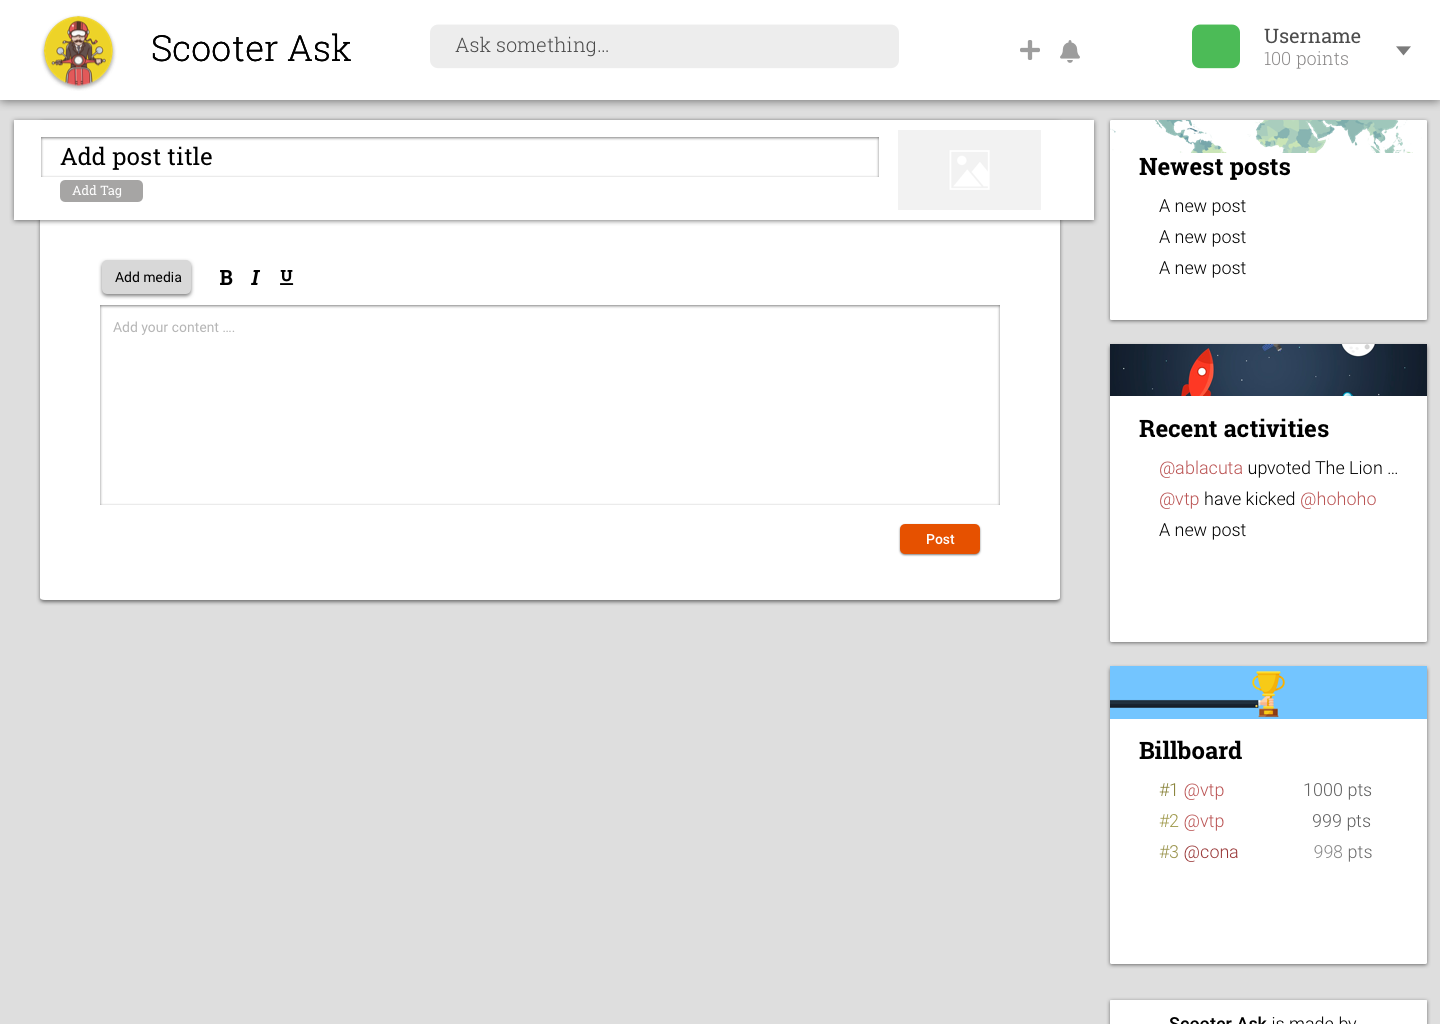 Scooter Ask
Ask something...
Username
100 points
Add post title
Add Tag
Add media
B I U
Add your content ....
Post
Newest posts
A new post
A new post
A new post
Recent activities
@ablacuta upvoted The Lion ...
@vtp have kicked @hohoho
A new post
Billboard
#1 @vtp 1000 pts
#2 @vtp 999 pts
#3 @cona 998 pts
Scooter Ask is made by